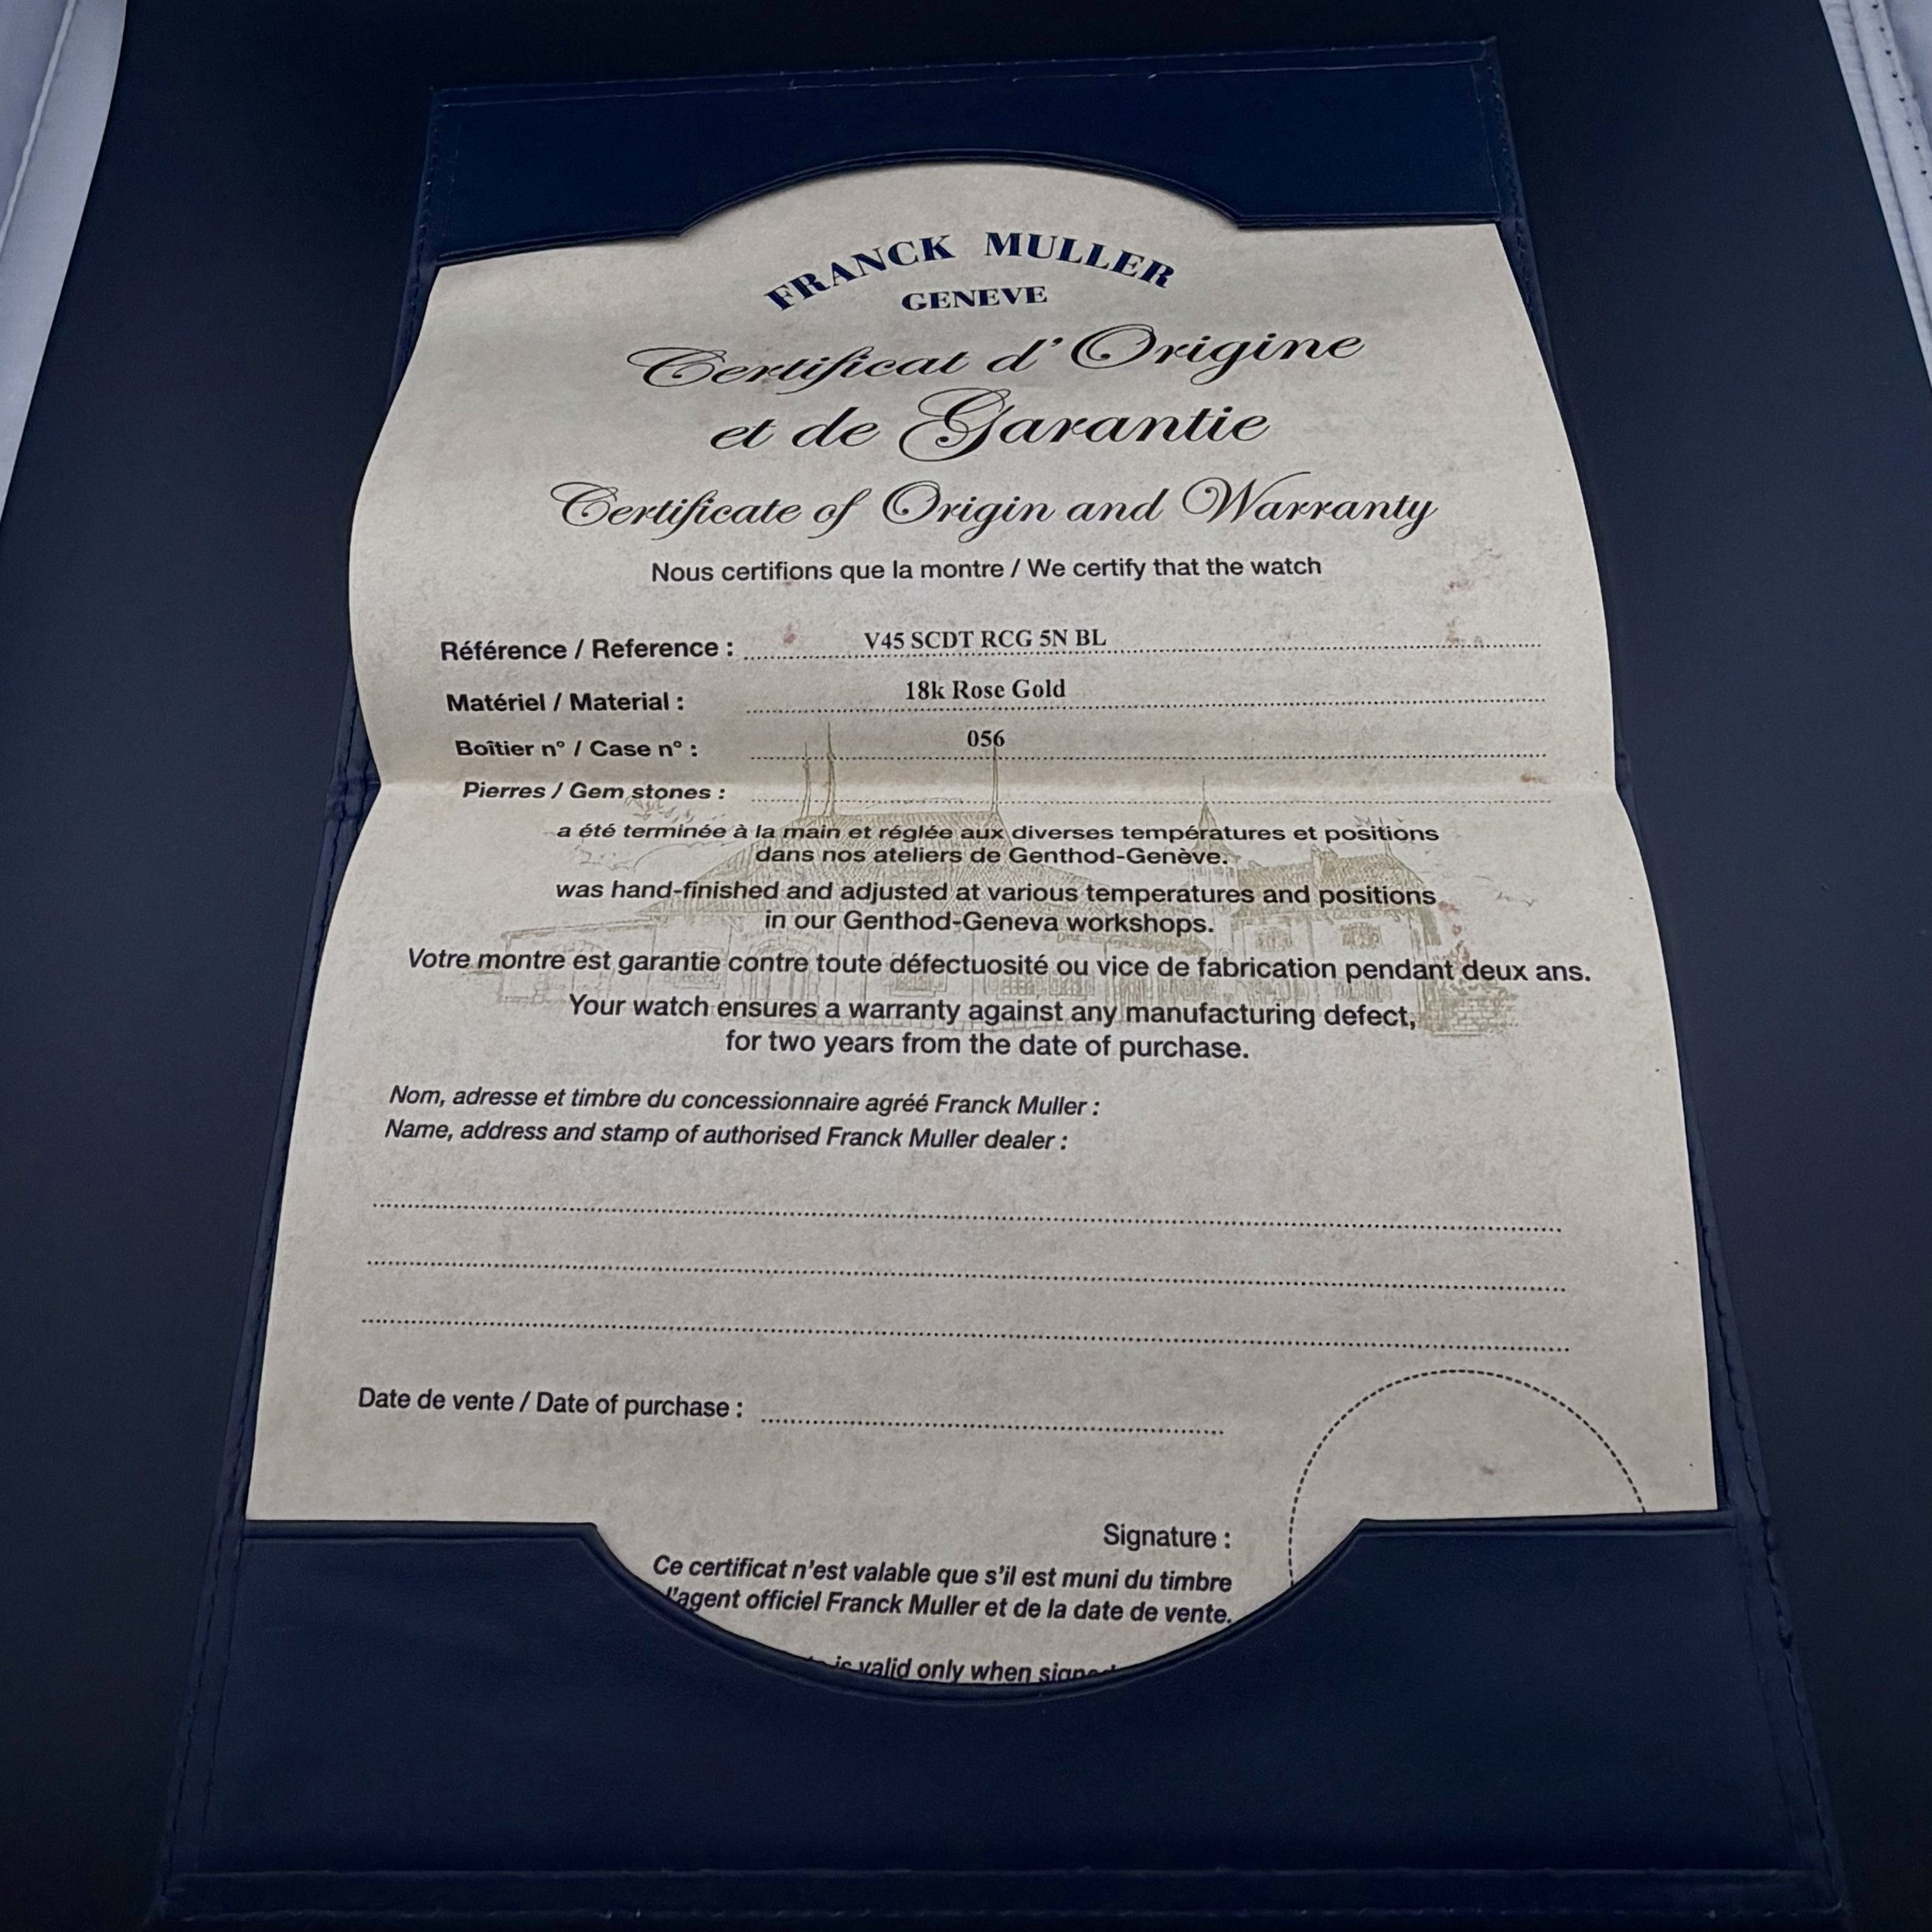 FRANCK MULLER
GENEVE
Certificat d'Origine
et de Garantie
Certificate of Origin and Warranty
Nous certifions que la montre / We certify that the watch
Référence / Reference : V45 SCDT RCG 5N BL
Matériel / Material : 18k Rose Gold
Boîtier n° / Case n° : 056
Pierres / Gem stones :
a été terminée à la main et réglée aux diverses températures et positions
dans nos ateliers de Genthod-Genève.
was hand-finished and adjusted at various temperatures and positions
in our Genthod-Geneva workshops.
Votre montre est garantie contre toute défectuosité ou vice de fabrication pendant deux ans.
Your watch ensures a warranty against any manufacturing defect,
for two years from the date of purchase.
Nom, adresse et timbre du concessionnaire agréé Franck Muller :
Name, address and stamp of authorised Franck Muller dealer :
Date de vente / Date of purchase :
Signature :
Ce certificat n'est valable que s'il est muni du timbre
l'agent officiel Franck Muller et de la date de vente.
is valid only when signed